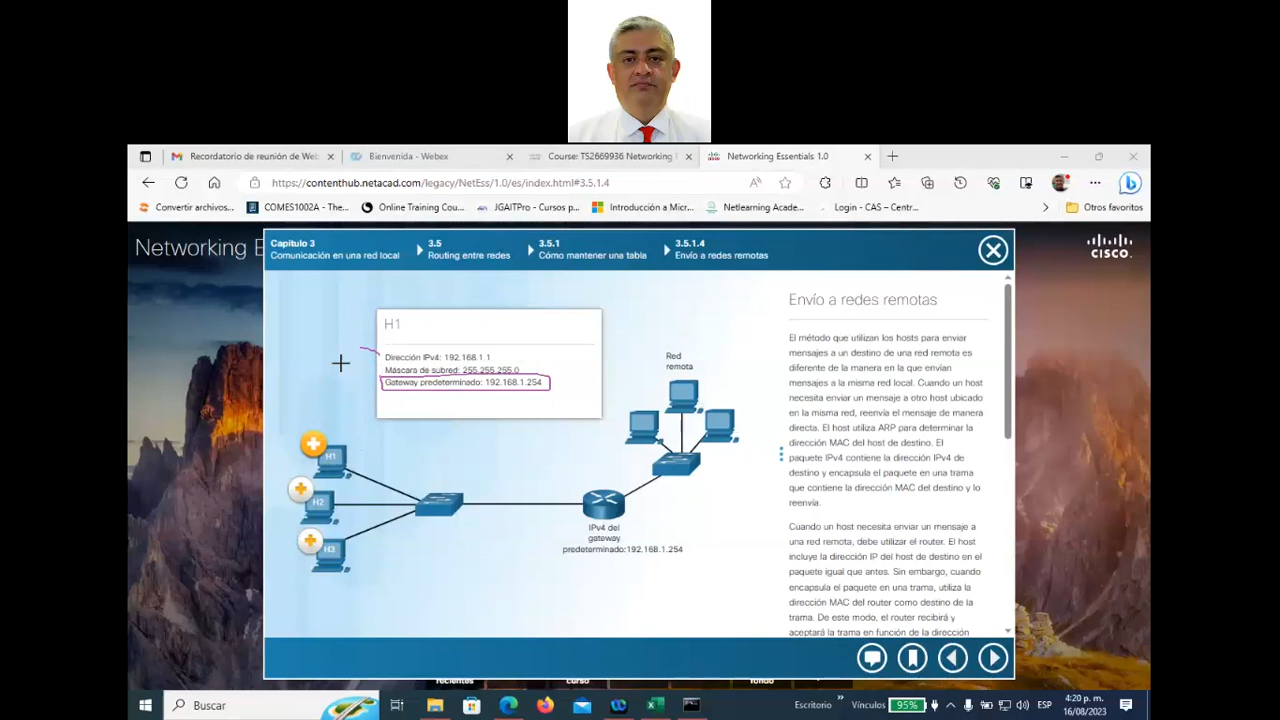 Recordatorio de reunión de Web
Bienvenida - Webex
Course: TS2669936 Networking
Networking Essentials 1.0
https://contenthub.netacad.com/legacy/NetEss/1.0/es/index.html#3.5.1.4
Convertir archivos...
COMES1002A - The...
Online Training Cou...
JGAITPro - Cursos p...
Introducción a Micr...
Netlearning Acade...
Login - CAS – Centr...
Otros favoritos
Networking E
CISCO.
Capítulo 3
Comunicación en una red local
3.5
Routing entre redes
3.5.1
Cómo mantener una tabla
3.5.1.4
Envío a redes remotas
H1
Dirección IPv4: 192.168.1.1
Máscara de subred: 255.255.255.0
Gateway predeterminado: 192.168.1.254
Red
remota
H1
H2
H3
IPv4 del
gateway
predeterminado:192.168.1.254
Envío a redes remotas
El método que utilizan los hosts para enviar
mensajes a un destino de una red remota es
diferente de la manera en la que envían
mensajes a la misma red local. Cuando un host
necesita enviar un mensaje a otro host ubicado
en la misma red, reenvía el mensaje de manera
directa. El host utiliza ARP para determinar la
dirección MAC del host de destino. El
paquete IPv4 contiene la dirección IPv4 de
destino y encapsula el paquete en una trama
que contiene la dirección MAC del destino y lo
reenvía.
Cuando un host necesita enviar un mensaje a
una red remota, debe utilizar el router. El host
incluye la dirección IP del host de destino en el
paquete igual que antes. Sin embargo, cuando
encapsula el paquete en una trama, utiliza la
dirección MAC del router como destino de la
trama. De este modo, el router recibirá y
aceptará la trama en función de la dirección
recientes
curso
fondo
Buscar
Escritorio
Vínculos
95%
ESP
4:20 p. m.
16/08/2023